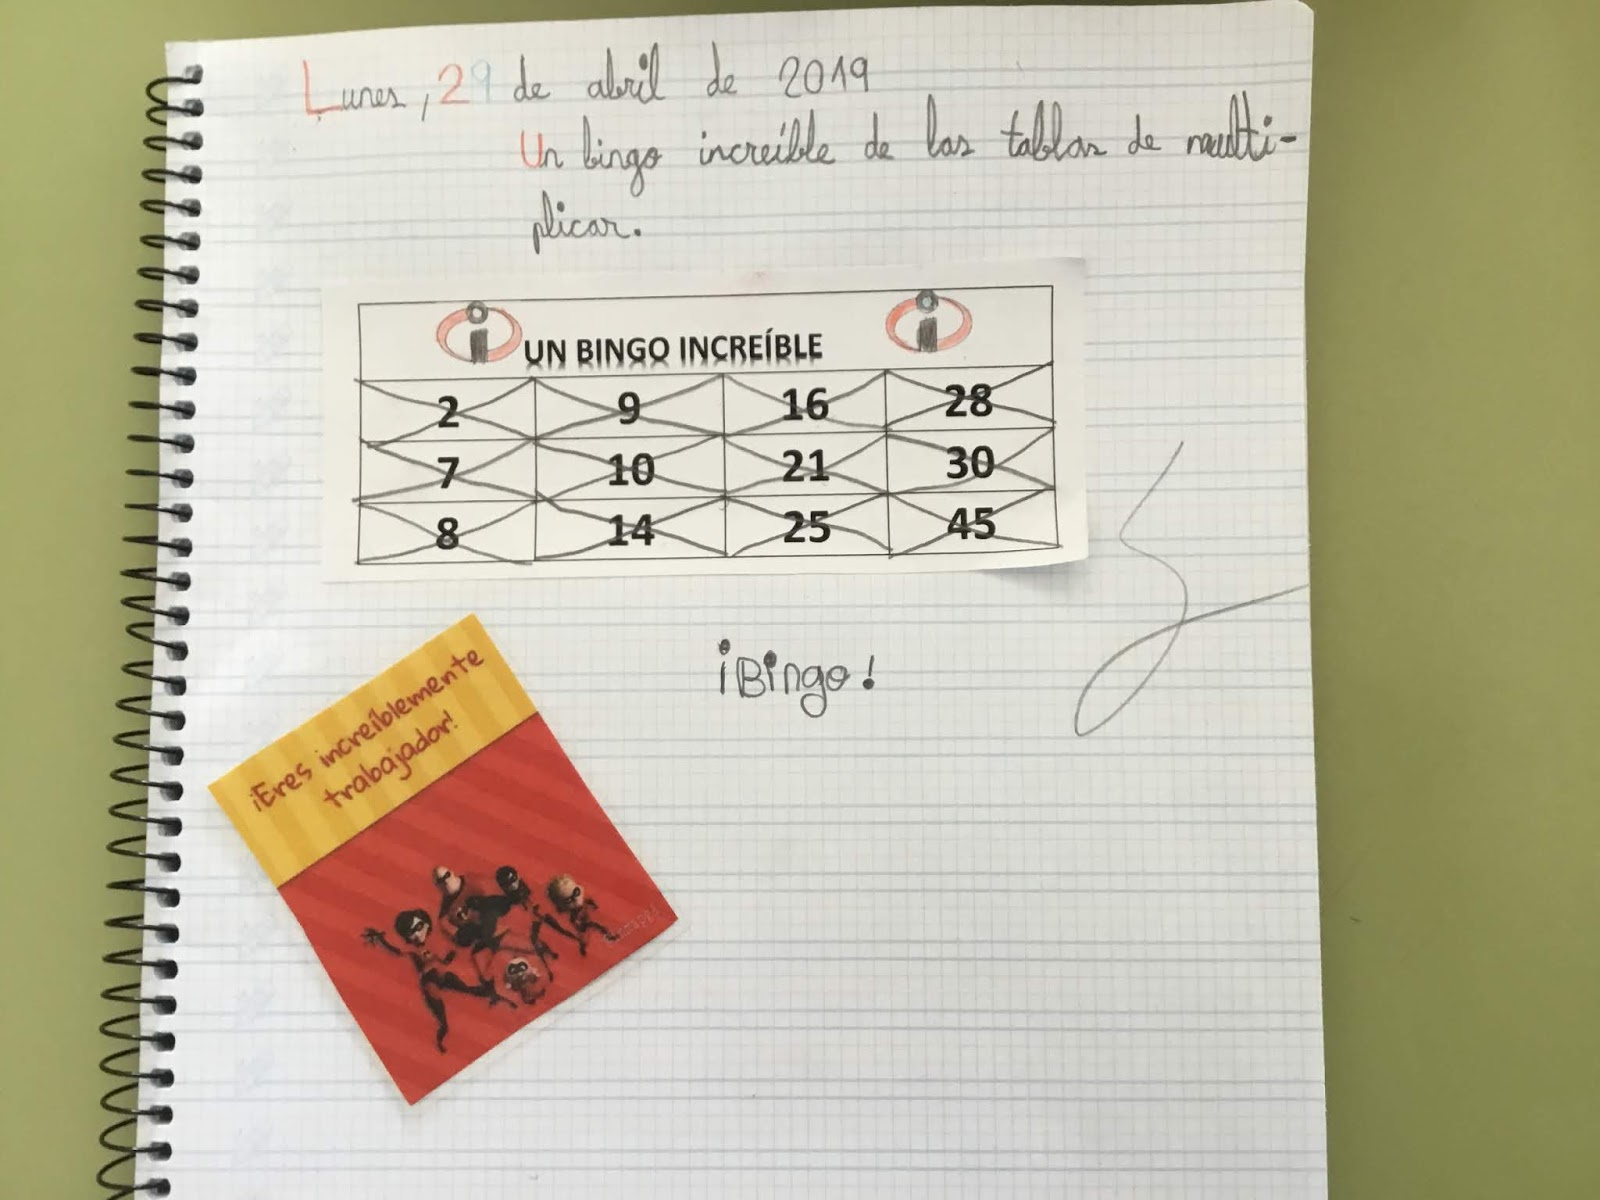 Lunes, 29 de abril de 2019
Un bingo increíble de las tablas de multi-
plicar.
UN BINGO INCREÍBLE
2 9 16 28
7 10 21 30
8 14 25 45
¡Bingo!
¡Eres increíblemente
trabajador!